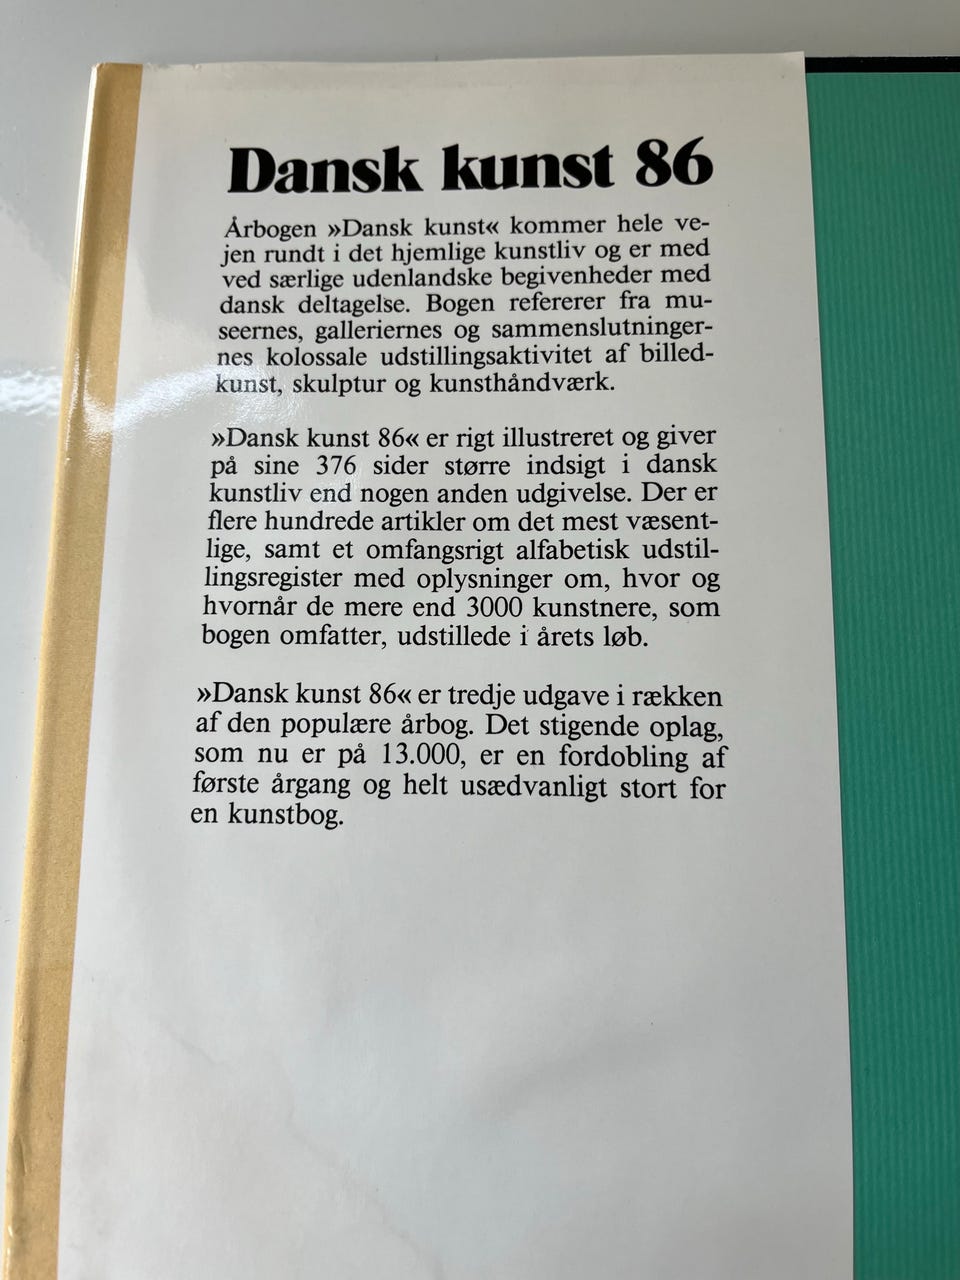 Dansk kunst 86
Årbogen »Dansk kunst« kommer hele ve-
jen rundt i det hjemlige kunstliv og er med
ved særlige udenlandske begivenheder med
dansk deltagelse. Bogen refererer fra mu-
seernes, galleriernes og sammenslutninger-
nes kolossale udstillingsaktivitet af billed-
kunst, skulptur og kunsthåndværk.
»Dansk kunst 86« er rigt illustreret og giver
på sine 376 sider større indsigt i dansk
kunstliv end nogen anden udgivelse. Der er
flere hundrede artikler om det mest væsent-
lige, samt et omfangsrigt alfabetisk udstil-
lingsregister med oplysninger om, hvor og
hvornår de mere end 3000 kunstnere, som
bogen omfatter, udstillede i årets løb.
»Dansk kunst 86« er tredje udgave i rækken
af den populære årbog. Det stigende oplag,
som nu er på 13.000, er en fordobling af
første årgang og helt usædvanligt stort for
en kunstbog.